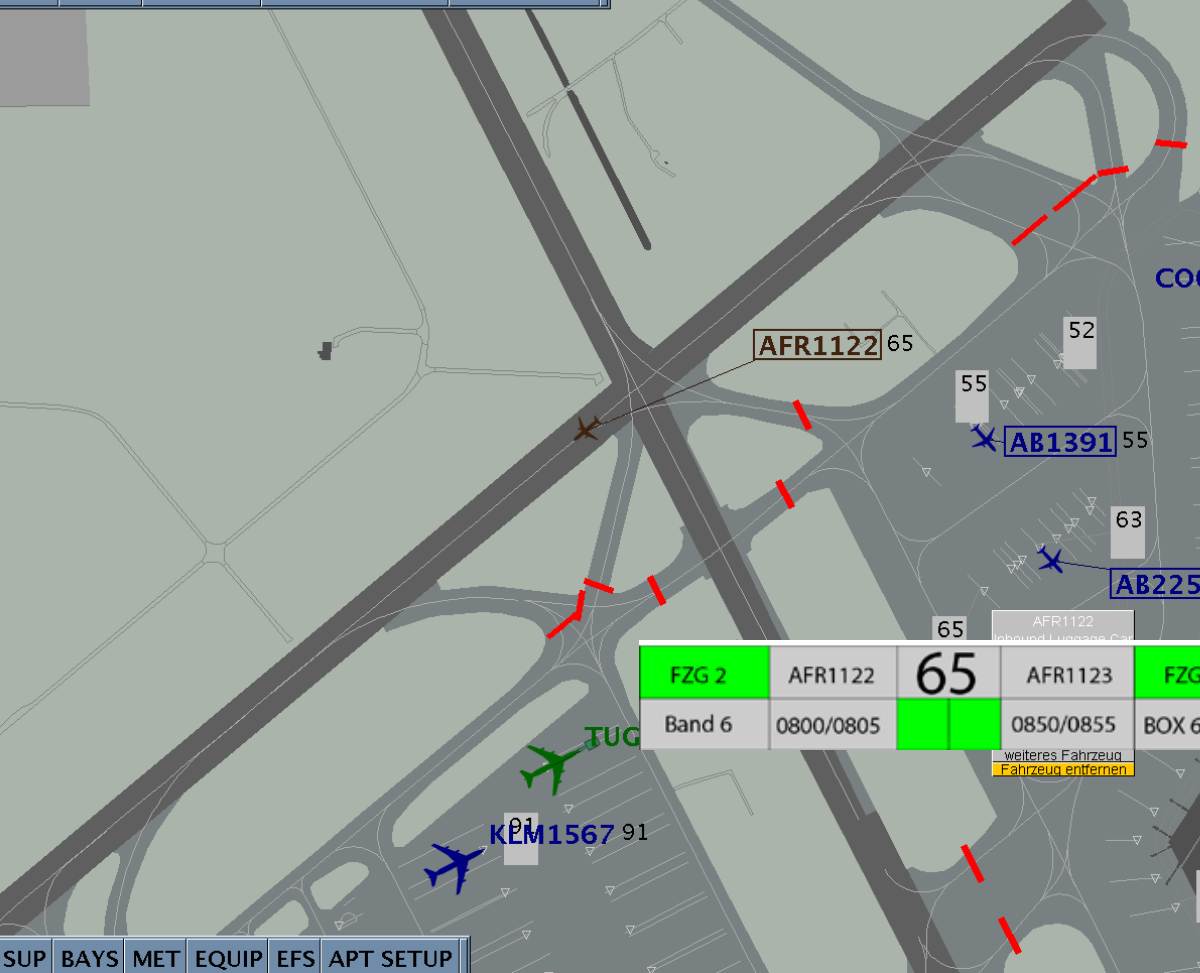 COO
52
AFR1122 65
55
AB1391 55
63
AB225
65
AFR1122
Inbound Luggage Car
FZG 2 AFR1122 65 AFR1123 FZG
Band 6 0800/0805 0850/0855 BOX 6
weiteres Fahrzeug
Fahrzeug entfernen
TUG
91
KLM1567 91
SUP BAYS MET EQUIP EFS APT SETUP